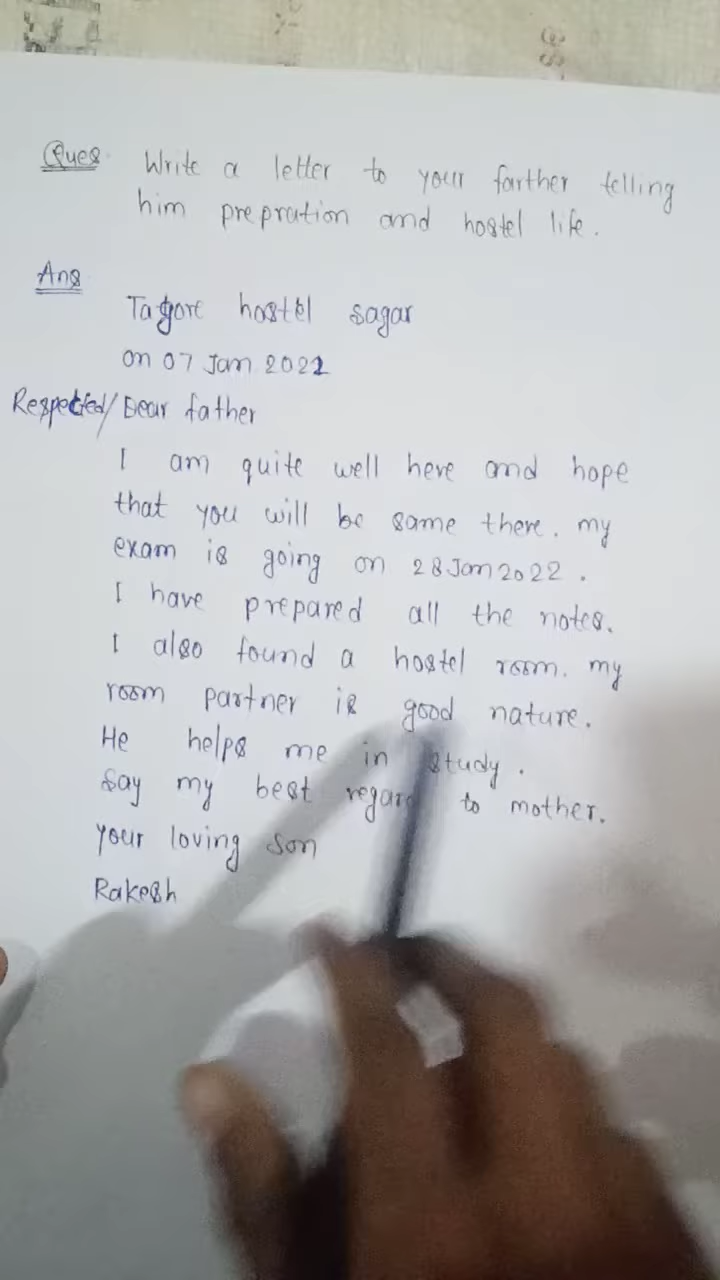 Ques Write a letter to your farther telling
him prepration and hostel life.
Ans
Tagore hostel sagar
on 07 Jan 2022
Respected/Dear father
I am quite well here and hope
that you will be same there. my
exam is going on 28 Jan 2022.
I have prepared all the notes.
I also found a hostel room. my
room partner is good nature.
He helps me in study.
Say my best regard to mother.
your loving son
Rakesh